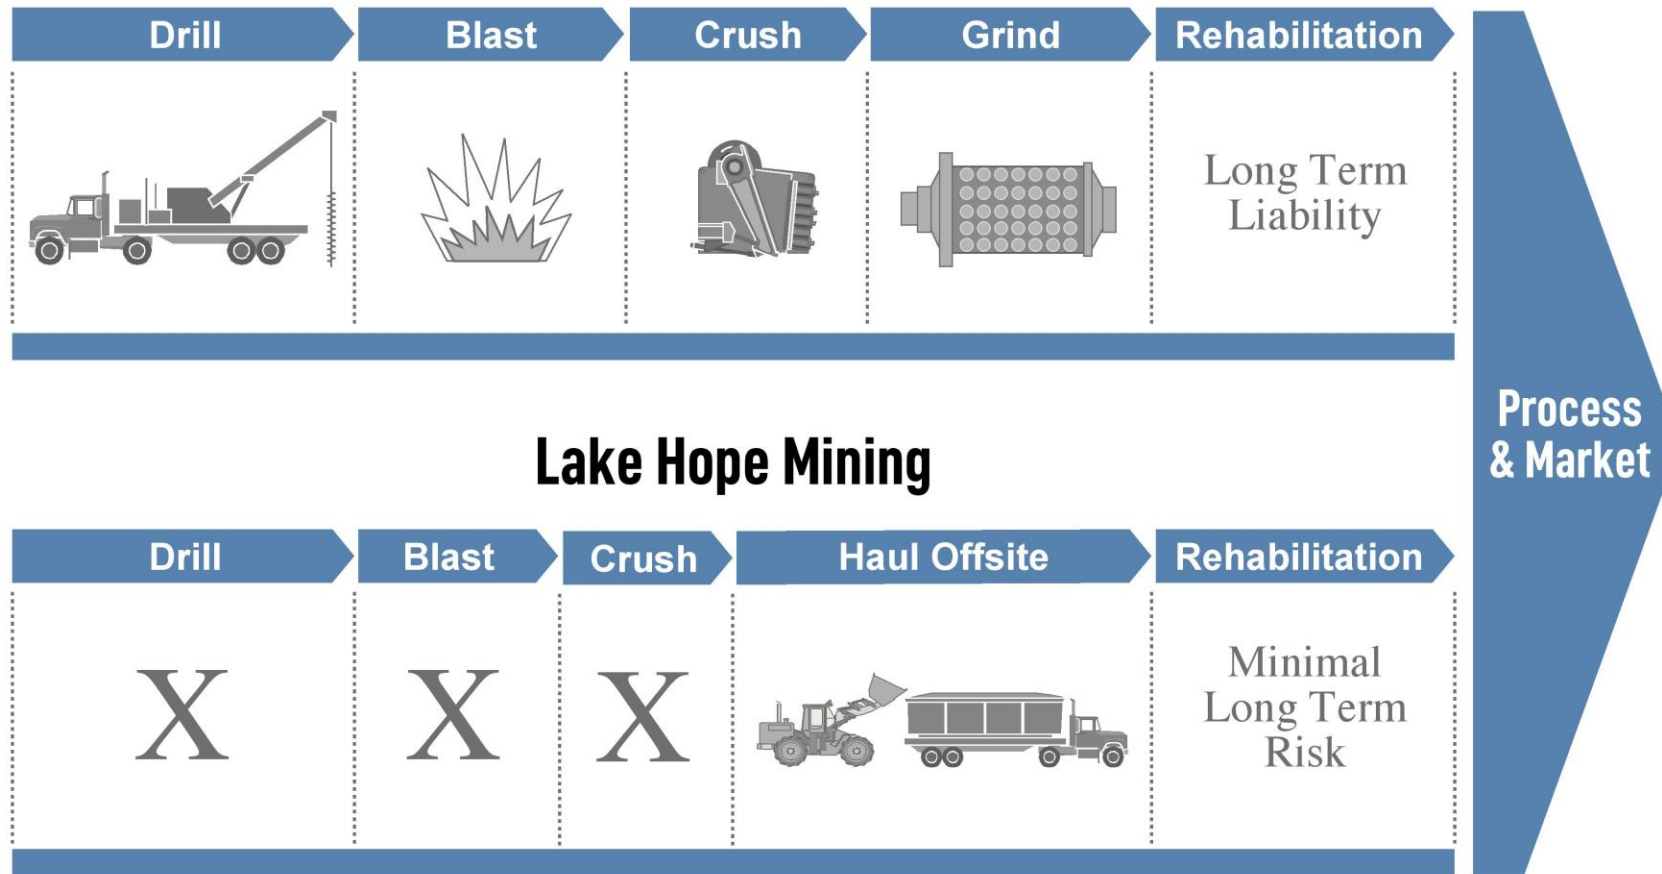 Drill
Blast
Crush
Grind
Rehabilitation
Long Term
Liability
Process
& Market
Lake Hope Mining
Drill
Blast
Crush
Haul Offsite
Rehabilitation
X
X
X
Minimal
Long Term
Risk